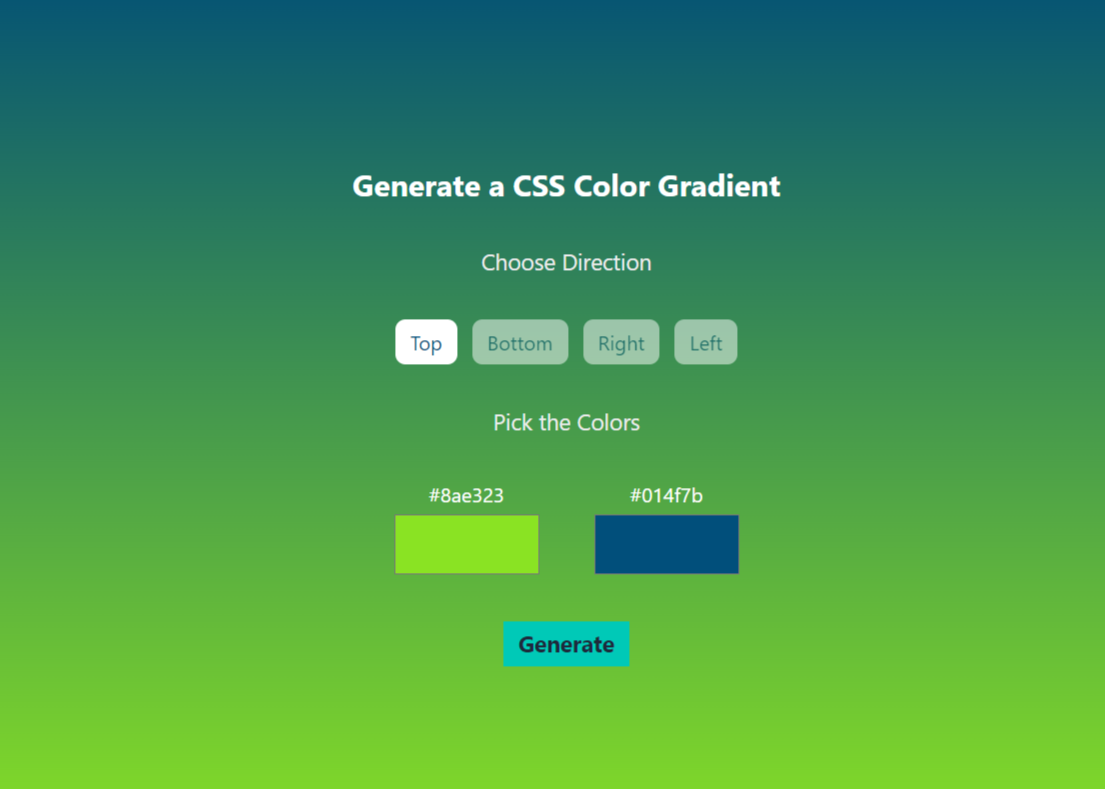 Generate a CSS Color Gradient
Choose Direction
Top Bottom Right Left
Pick the Colors
#8ae323 #014f7b
Generate